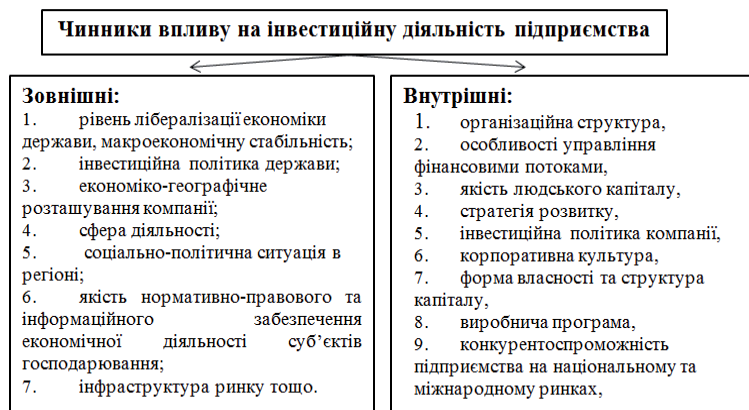 Чинники впливу на інвестиційну діяльність підприємства
Зовнішні:
1. рівень лібералізації економіки
держави, макроекономічну стабільність;
2. інвестиційна політика держави;
3. економіко-географічне
розташування компанії;
4. сфера діяльності;
5. соціально-політична ситуація в
регіоні;
6. якість нормативно-правового та
інформаційного забезпечення
економічної діяльності суб’єктів
господарювання;
7. інфраструктура ринку тощо.
Внутрішні:
1. організаційна структура,
2. особливості управління
фінансовими потоками,
3. якість людського капіталу,
4. стратегія розвитку,
5. інвестиційна політика компанії,
6. корпоративна культура,
7. форма власності та структура
капіталу,
8. виробнича програма,
9. конкурентоспроможність
підприємства на національному та
міжнародному ринках,